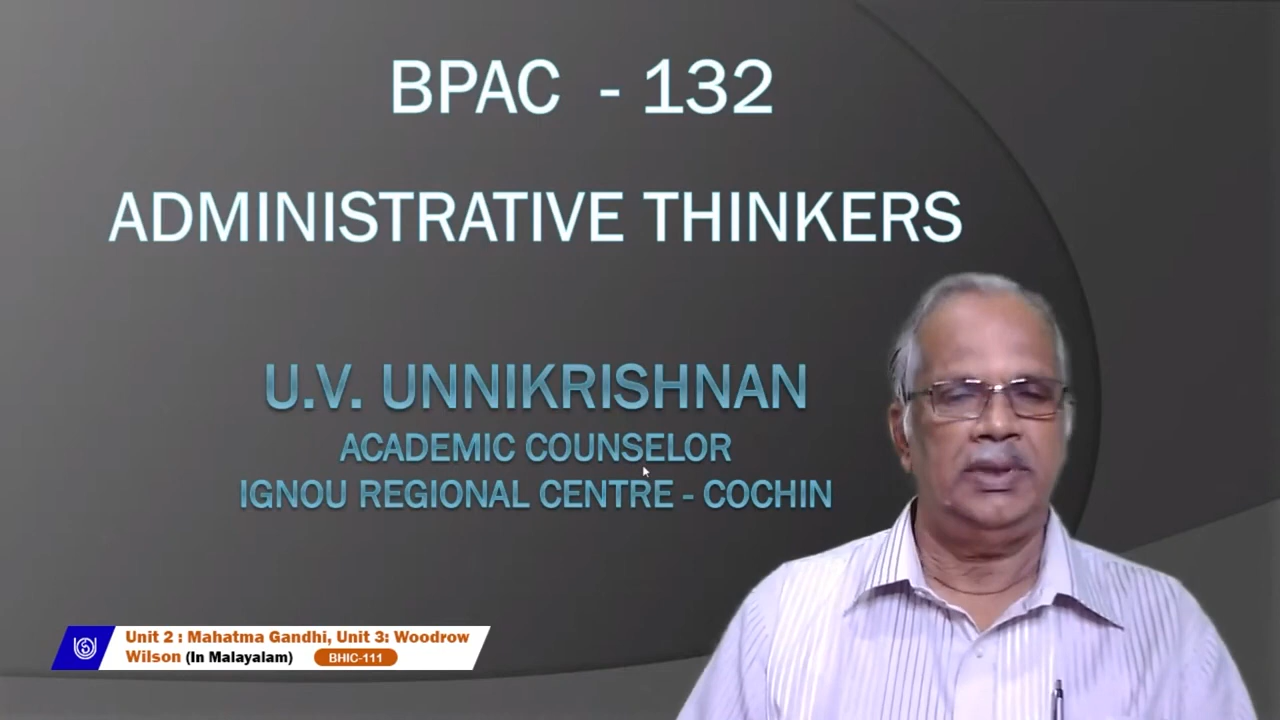 BPAC - 132
ADMINISTRATIVE THINKERS
U.V. UNNIKRISHNAN
ACADEMIC COUNSELOR
IGNOU REGIONAL CENTRE - COCHIN
Unit 2 : Mahatma Gandhi, Unit 3: Woodrow
Wilson (In Malayalam) BHIC-111